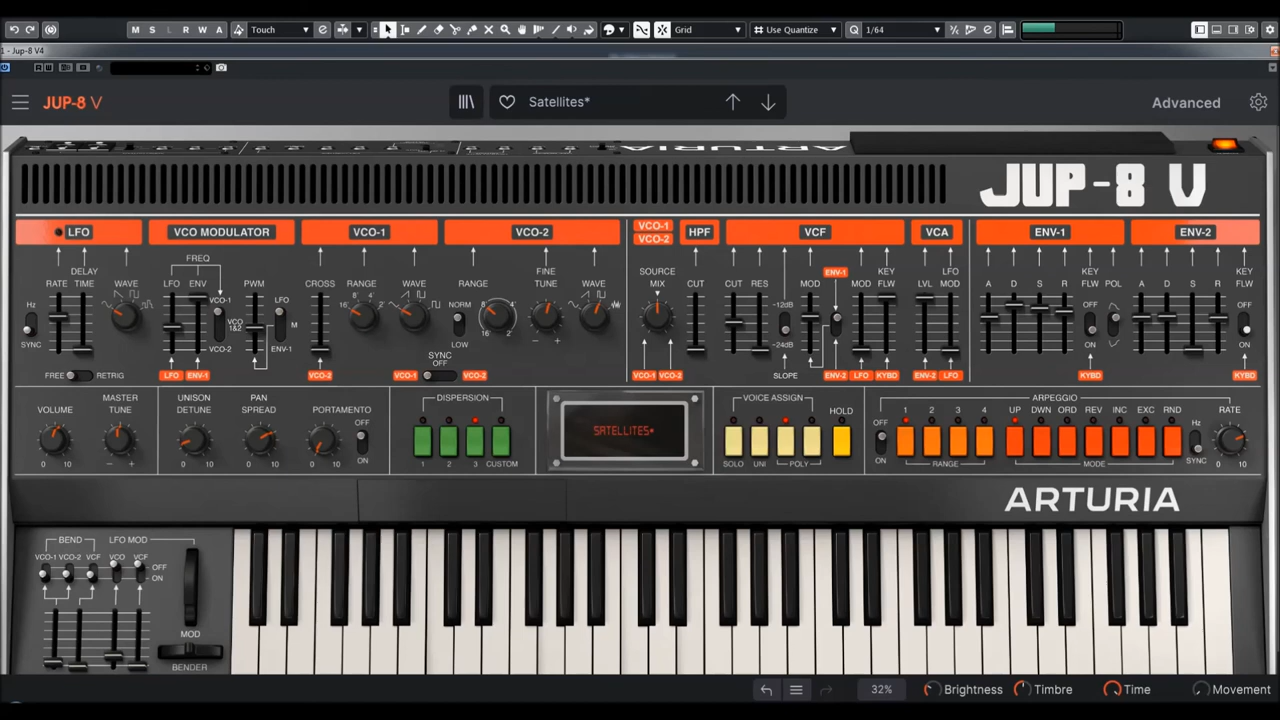 M S L R W A Touch Grid Use Quantize 1/64
1 - Jup-8 V4
JUP-8 V Satellites* Advanced
ARTURIA
JUP-8 V
LFO VCO MODULATOR VCO-1 VCO-2 VCO-1 HPF VCF VCA ENV-1 ENV-2
VCO-2
FREQ
DELAY SOURCE ENV-1 KEY LFO KEY KEY
RATE TIME WAVE LFO ENV PWM CROSS RANGE WAVE RANGE FINE TUNE WAVE MIX CUT CUT RES MOD MOD FLW LVL MOD A D S R FLW POL A D S R FLW
Hz VCO-1 LFO 16' 8' 4' 2' NORM 8' 4' -12dB OFF OFF
VCO 1&2 M
SYNC VCO-2 ENV-1 LOW 16' 2' - + -24dB ON ON
SYNC
OFF
FREE RETRIG LFO ENV-1 VCO-2 VCO-1 VCO-2 VCO-1 VCO-2 SLOPE ENV-2 LFO KYBD ENV-2 LFO KYBD KYBD
VOLUME MASTER TUNE UNISON DETUNE PAN SPREAD PORTAMENTO OFF DISPERSION VOICE ASSIGN HOLD ARPEGGIO RATE
OFF 1 2 3 4 UP DWN ORD REV INC EXC RND Hz
SATELLITES*
0 10 - + 0 10 0 10 0 10 ON 1 2 3 CUSTOM SOLO UNI POLY ON RANGE MODE SYNC 0 10
ARTURIA
BEND LFO MOD
VCO-1 VCO-2 VCF VCO VCF OFF
ON
MOD
BENDER
32% Brightness Timbre Time Movement